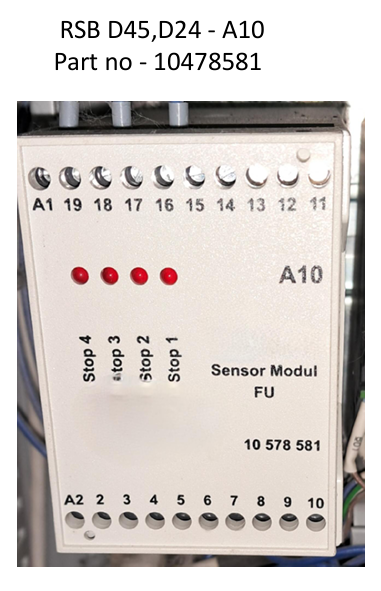 RSB D45,D24 - A10
Part no - 10478581
A1 19 18 17 16 15 14 13 12 11
A10
Stop 4
Stop 3
Stop 2
Stop 1
Sensor Modul
FU
10 578 581
A2 2 3 4 5 6 7 8 9 10